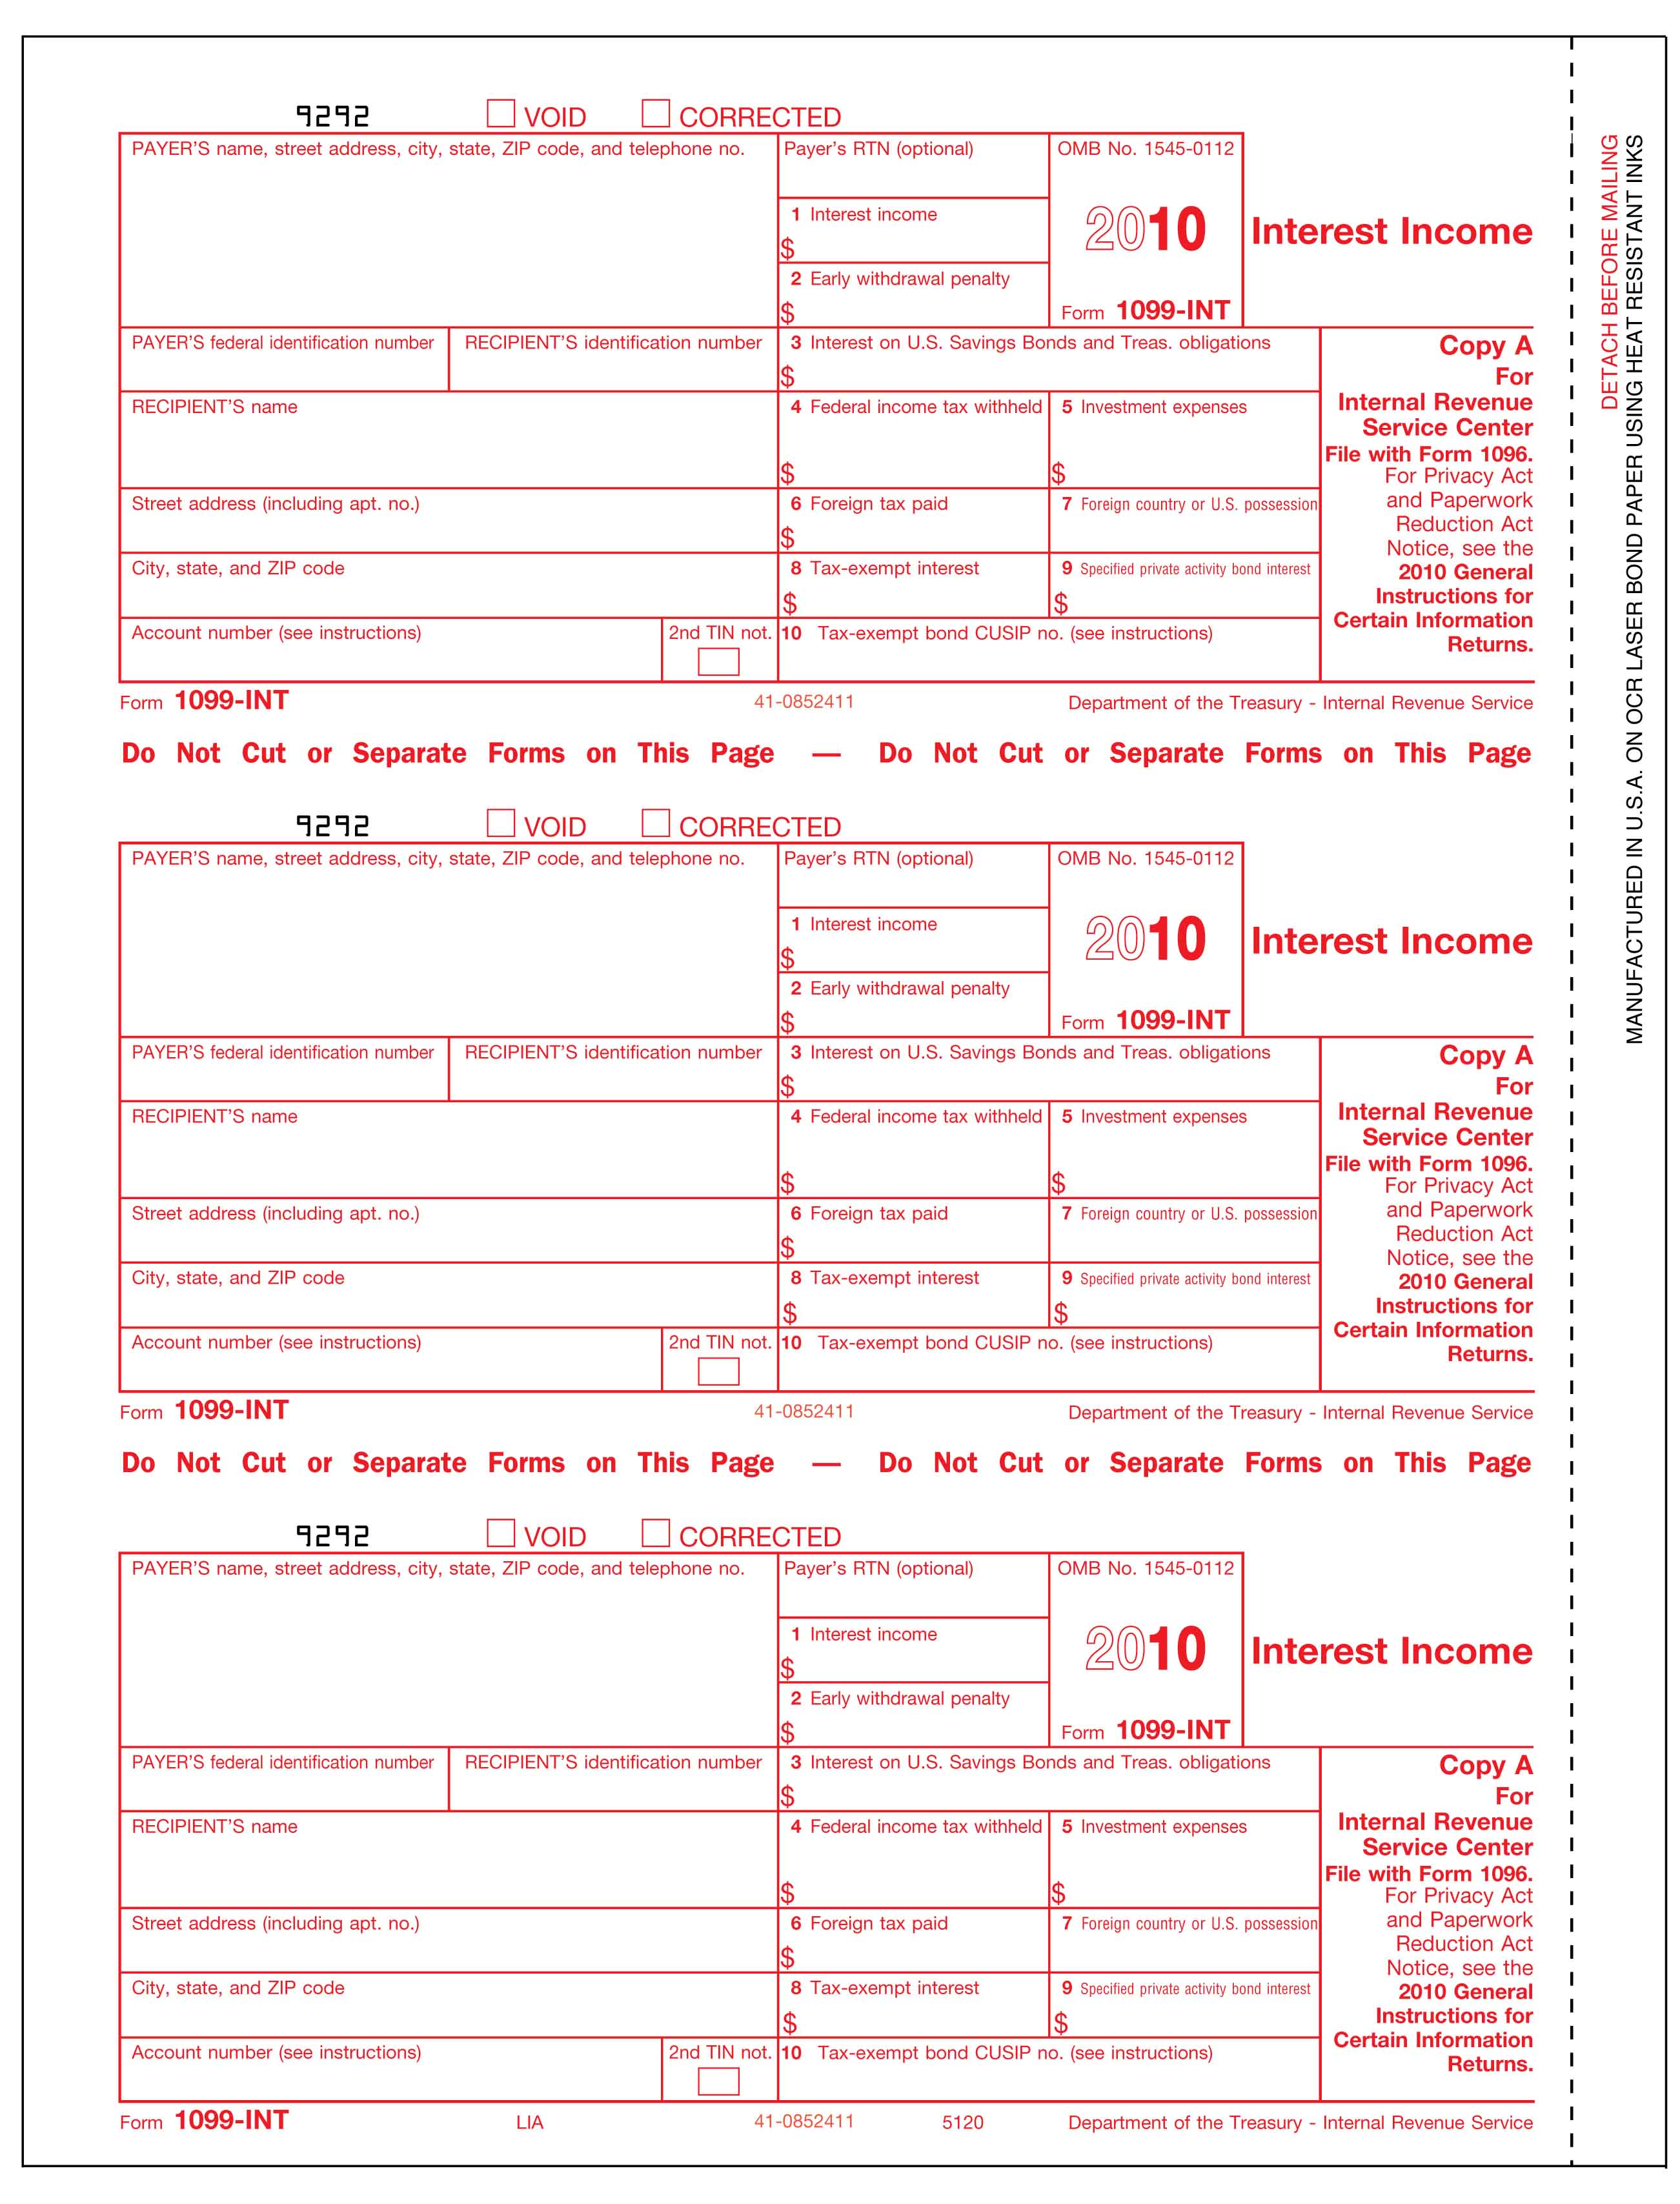 9292 VOID CORRECTED
PAYER'S name, street address, city, state, ZIP code, and telephone no.
Payer's RTN (optional)
OMB No. 1545-0112
1 Interest income
$
2010
Interest Income
2 Early withdrawal penalty
$
Form 1099-INT
PAYER'S federal identification number
RECIPIENT'S identification number
3 Interest on U.S. Savings Bonds and Treas. obligations
$
RECIPIENT'S name
4 Federal income tax withheld
$
5 Investment expenses
$
Street address (including apt. no.)
6 Foreign tax paid
$
7 Foreign country or U.S. possession
City, state, and ZIP code
8 Tax-exempt interest
$
9 Specified private activity bond interest
$
Account number (see instructions)
2nd TIN not.
10 Tax-exempt bond CUSIP no. (see instructions)
Copy A
For
Internal Revenue
Service Center
File with Form 1096.
For Privacy Act
and Paperwork
Reduction Act
Notice, see the
2010 General
Instructions for
Certain Information
Returns.
Form 1099-INT 41-0852411 Department of the Treasury - Internal Revenue Service
Do Not Cut or Separate Forms on This Page — Do Not Cut or Separate Forms on This Page
9292 VOID CORRECTED
PAYER'S name, street address, city, state, ZIP code, and telephone no.
Payer's RTN (optional)
OMB No. 1545-0112
1 Interest income
$
2010
Interest Income
2 Early withdrawal penalty
$
Form 1099-INT
PAYER'S federal identification number
RECIPIENT'S identification number
3 Interest on U.S. Savings Bonds and Treas. obligations
$
RECIPIENT'S name
4 Federal income tax withheld
$
5 Investment expenses
$
Street address (including apt. no.)
6 Foreign tax paid
$
7 Foreign country or U.S. possession
City, state, and ZIP code
8 Tax-exempt interest
$
9 Specified private activity bond interest
$
Account number (see instructions)
2nd TIN not.
10 Tax-exempt bond CUSIP no. (see instructions)
Copy A
For
Internal Revenue
Service Center
File with Form 1096.
For Privacy Act
and Paperwork
Reduction Act
Notice, see the
2010 General
Instructions for
Certain Information
Returns.
Form 1099-INT 41-0852411 Department of the Treasury - Internal Revenue Service
Do Not Cut or Separate Forms on This Page — Do Not Cut or Separate Forms on This Page
9292 VOID CORRECTED
PAYER'S name, street address, city, state, ZIP code, and telephone no.
Payer's RTN (optional)
OMB No. 1545-0112
1 Interest income
$
2010
Interest Income
2 Early withdrawal penalty
$
Form 1099-INT
PAYER'S federal identification number
RECIPIENT'S identification number
3 Interest on U.S. Savings Bonds and Treas. obligations
$
RECIPIENT'S name
4 Federal income tax withheld
$
5 Investment expenses
$
Street address (including apt. no.)
6 Foreign tax paid
$
7 Foreign country or U.S. possession
City, state, and ZIP code
8 Tax-exempt interest
$
9 Specified private activity bond interest
$
Account number (see instructions)
2nd TIN not.
10 Tax-exempt bond CUSIP no. (see instructions)
Copy A
For
Internal Revenue
Service Center
File with Form 1096.
For Privacy Act
and Paperwork
Reduction Act
Notice, see the
2010 General
Instructions for
Certain Information
Returns.
Form 1099-INT LIA 41-0852411 5120 Department of the Treasury - Internal Revenue Service
DETACH BEFORE MAILING
MANUFACTURED IN U.S.A. ON OCR LASER BOND PAPER USING HEAT RESISTANT INKS